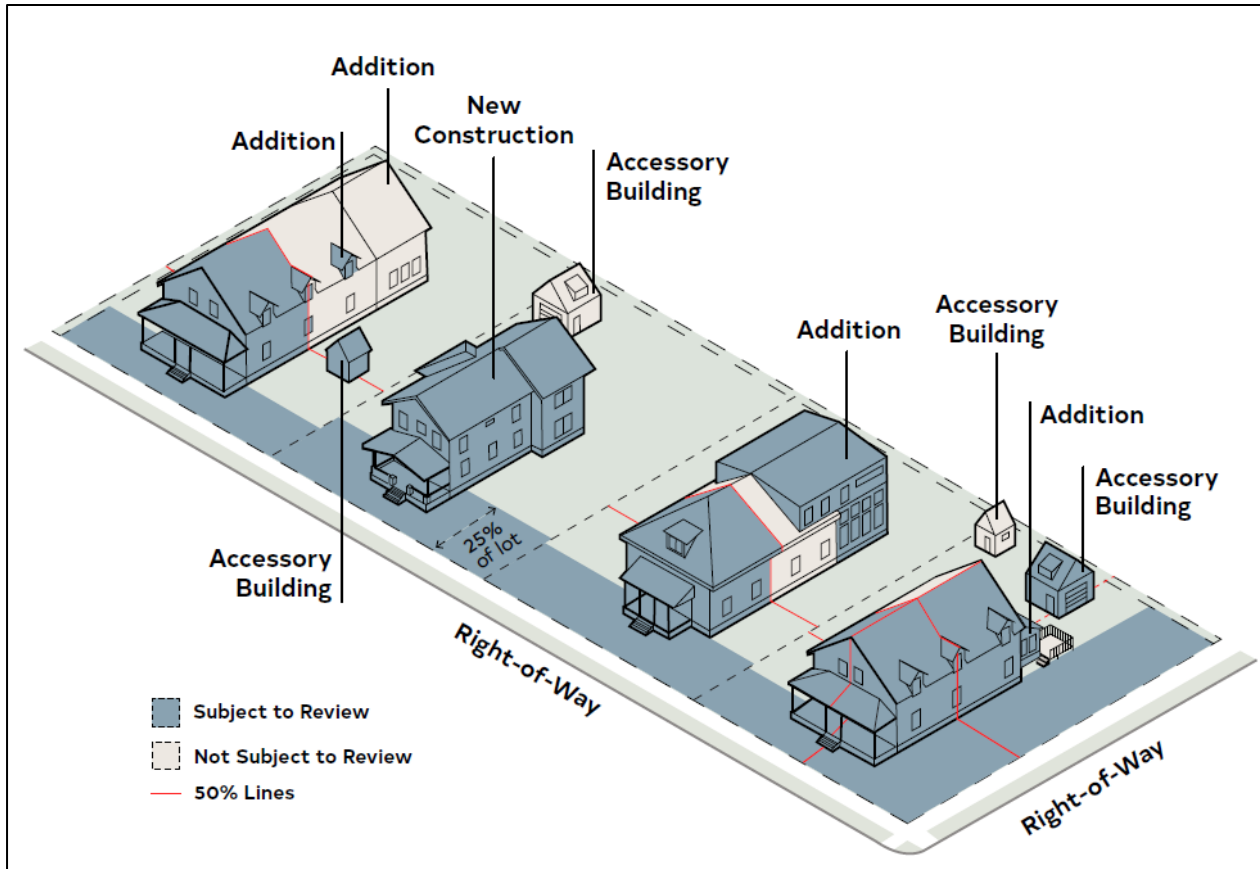 Addition
New
Construction
Addition
Accessory
Building
Accessory
Building
Addition
Addition
Accessory
Building
25%
of lot
Accessory
Building
Right-of-Way
Subject to Review
Not Subject to Review
50% Lines
Right-of-Way